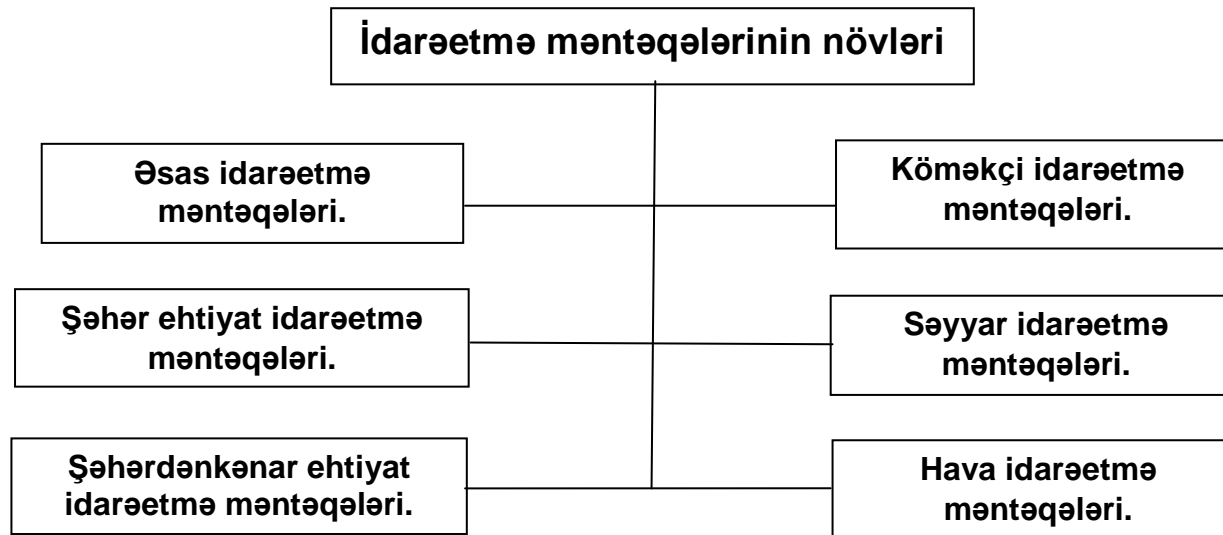 İdarəetmə məntəqələrinin növləri
Əsas idarəetmə
məntəqələri.
Köməkçi idarəetmə
məntəqələri.
Şəhər ehtiyat idarəetmə
məntəqələri.
Səyyar idarəetmə
məntəqələri.
Şəhərdənkənar ehtiyat
idarəetmə məntəqələri.
Hava idarəetmə
məntəqələri.